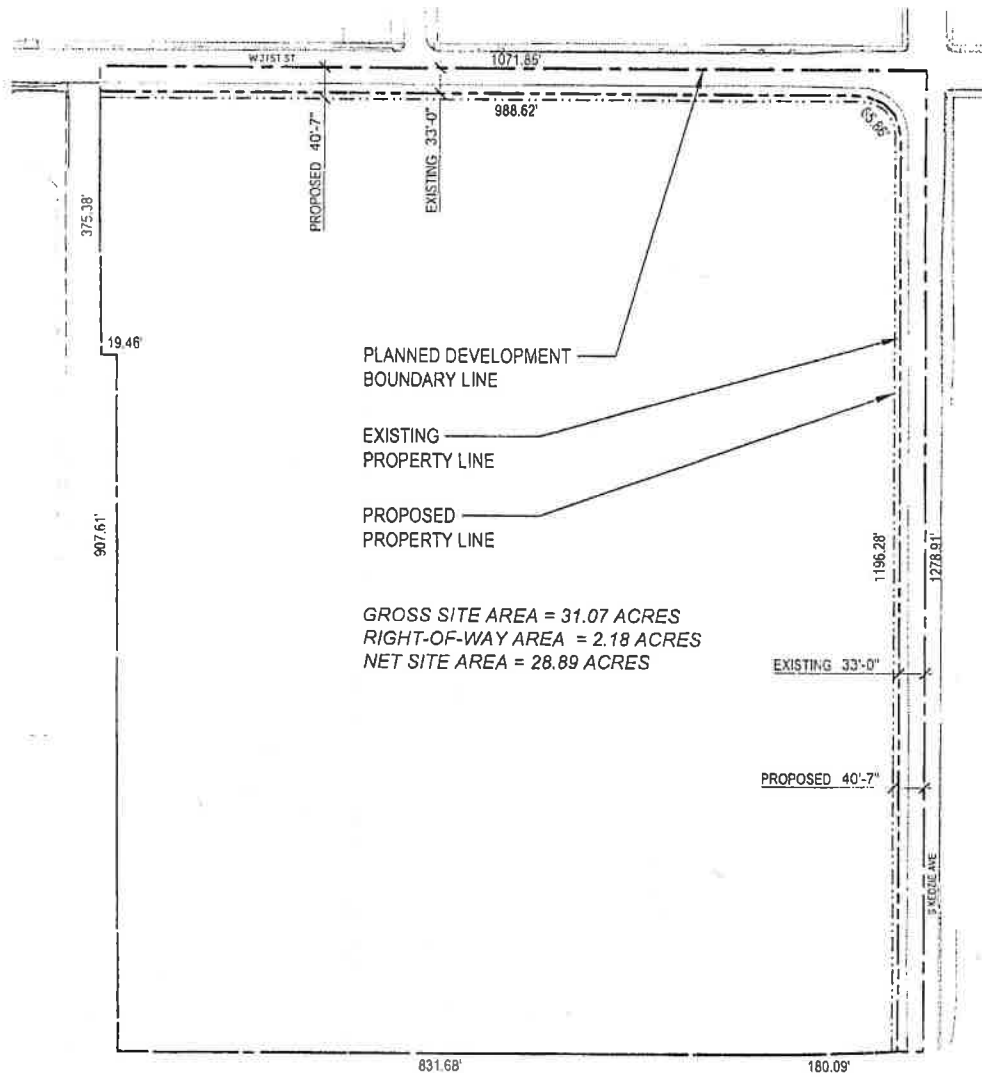 W 31ST ST
1071.85'
988.62'
65.86'
PROPOSED 40'-7"
EXISTING 33'-0"
375.38'
19.46'
PLANNED DEVELOPMENT
BOUNDARY LINE
EXISTING
PROPERTY LINE
PROPOSED
PROPERTY LINE
907.61'
1196.28'
1278.91'
GROSS SITE AREA = 31.07 ACRES
RIGHT-OF-WAY AREA = 2.18 ACRES
NET SITE AREA = 28.89 ACRES
EXISTING 33'-0"
PROPOSED 40'-7"
S KEDZIE AVE
831.68'
180.09'